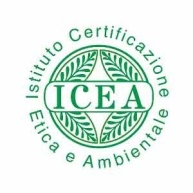 Istituto Certificazione
ICEA
Etica e Ambientale